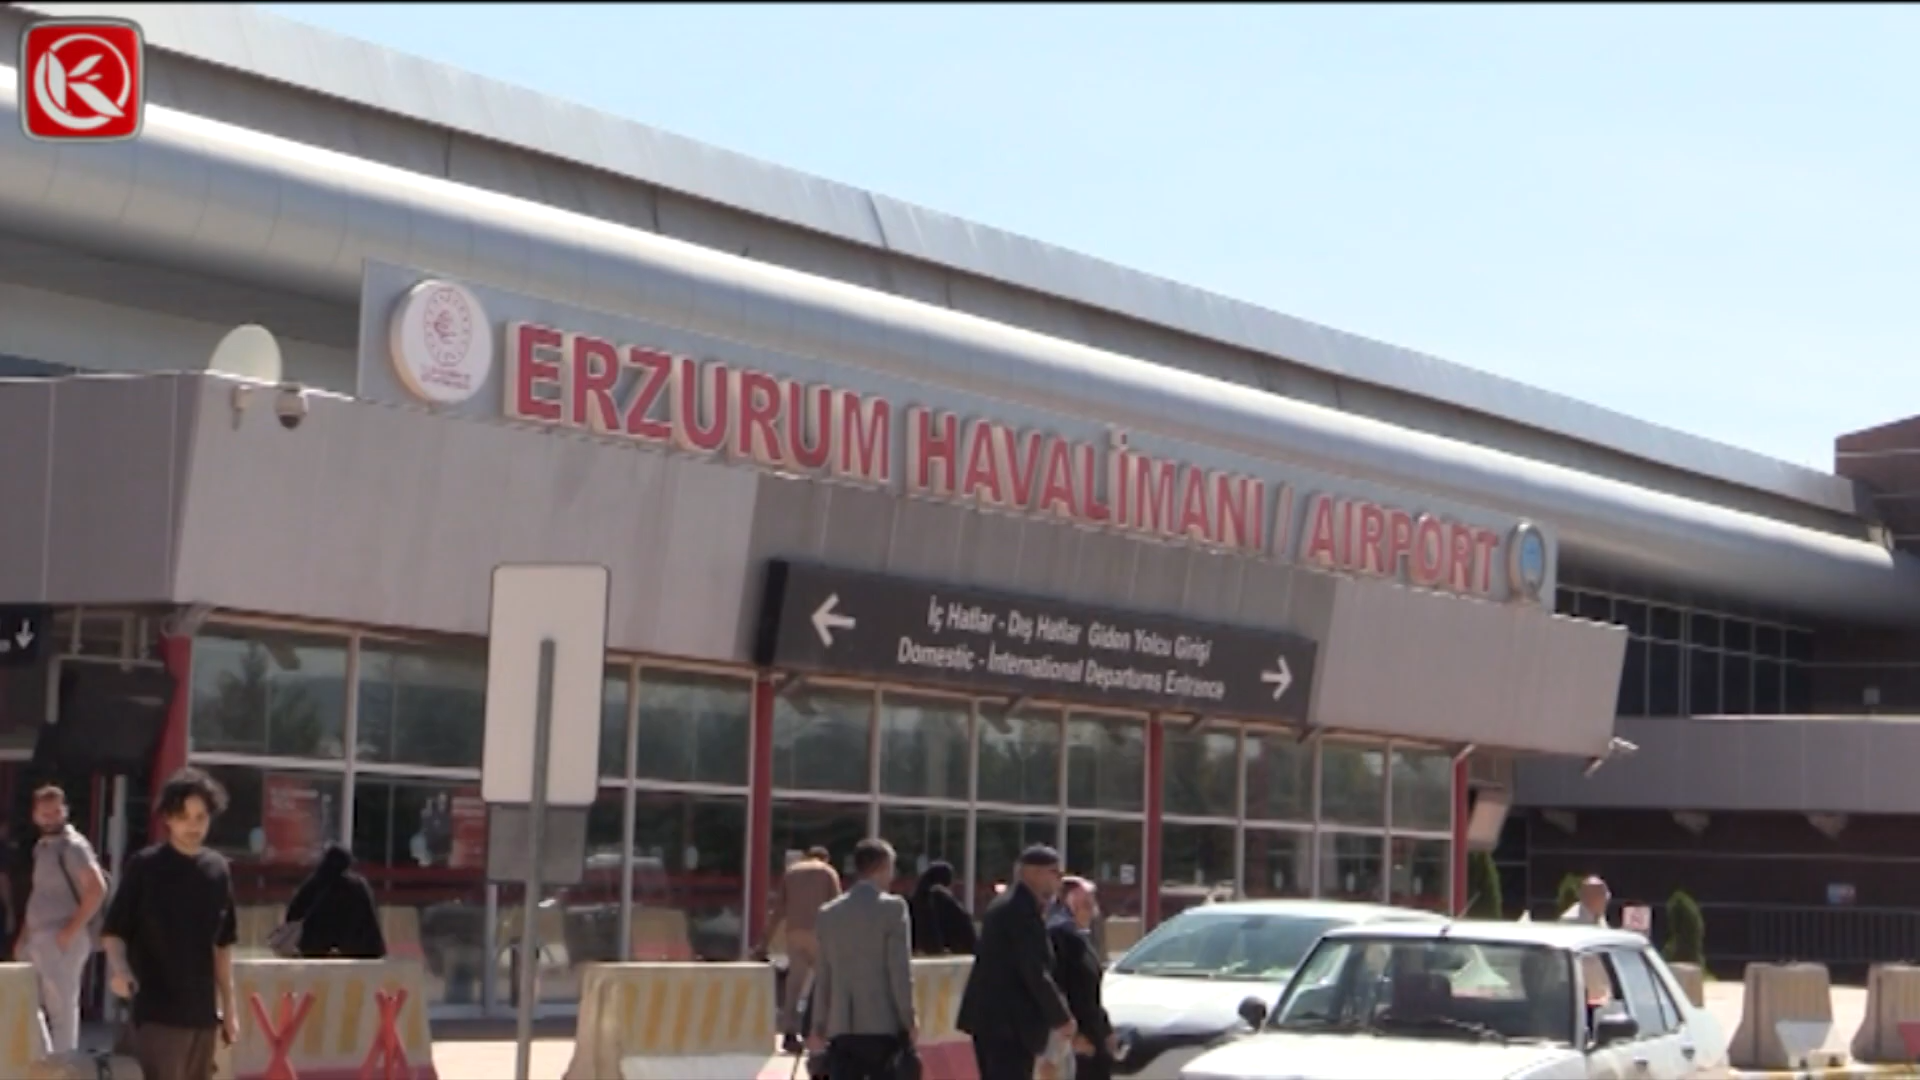 ERZURUM HAVALİMANI / AIRPORT
İç Hatlar - Dış Hatlar Giden Yolcu Girişi
Domestic - International Departures Entrance